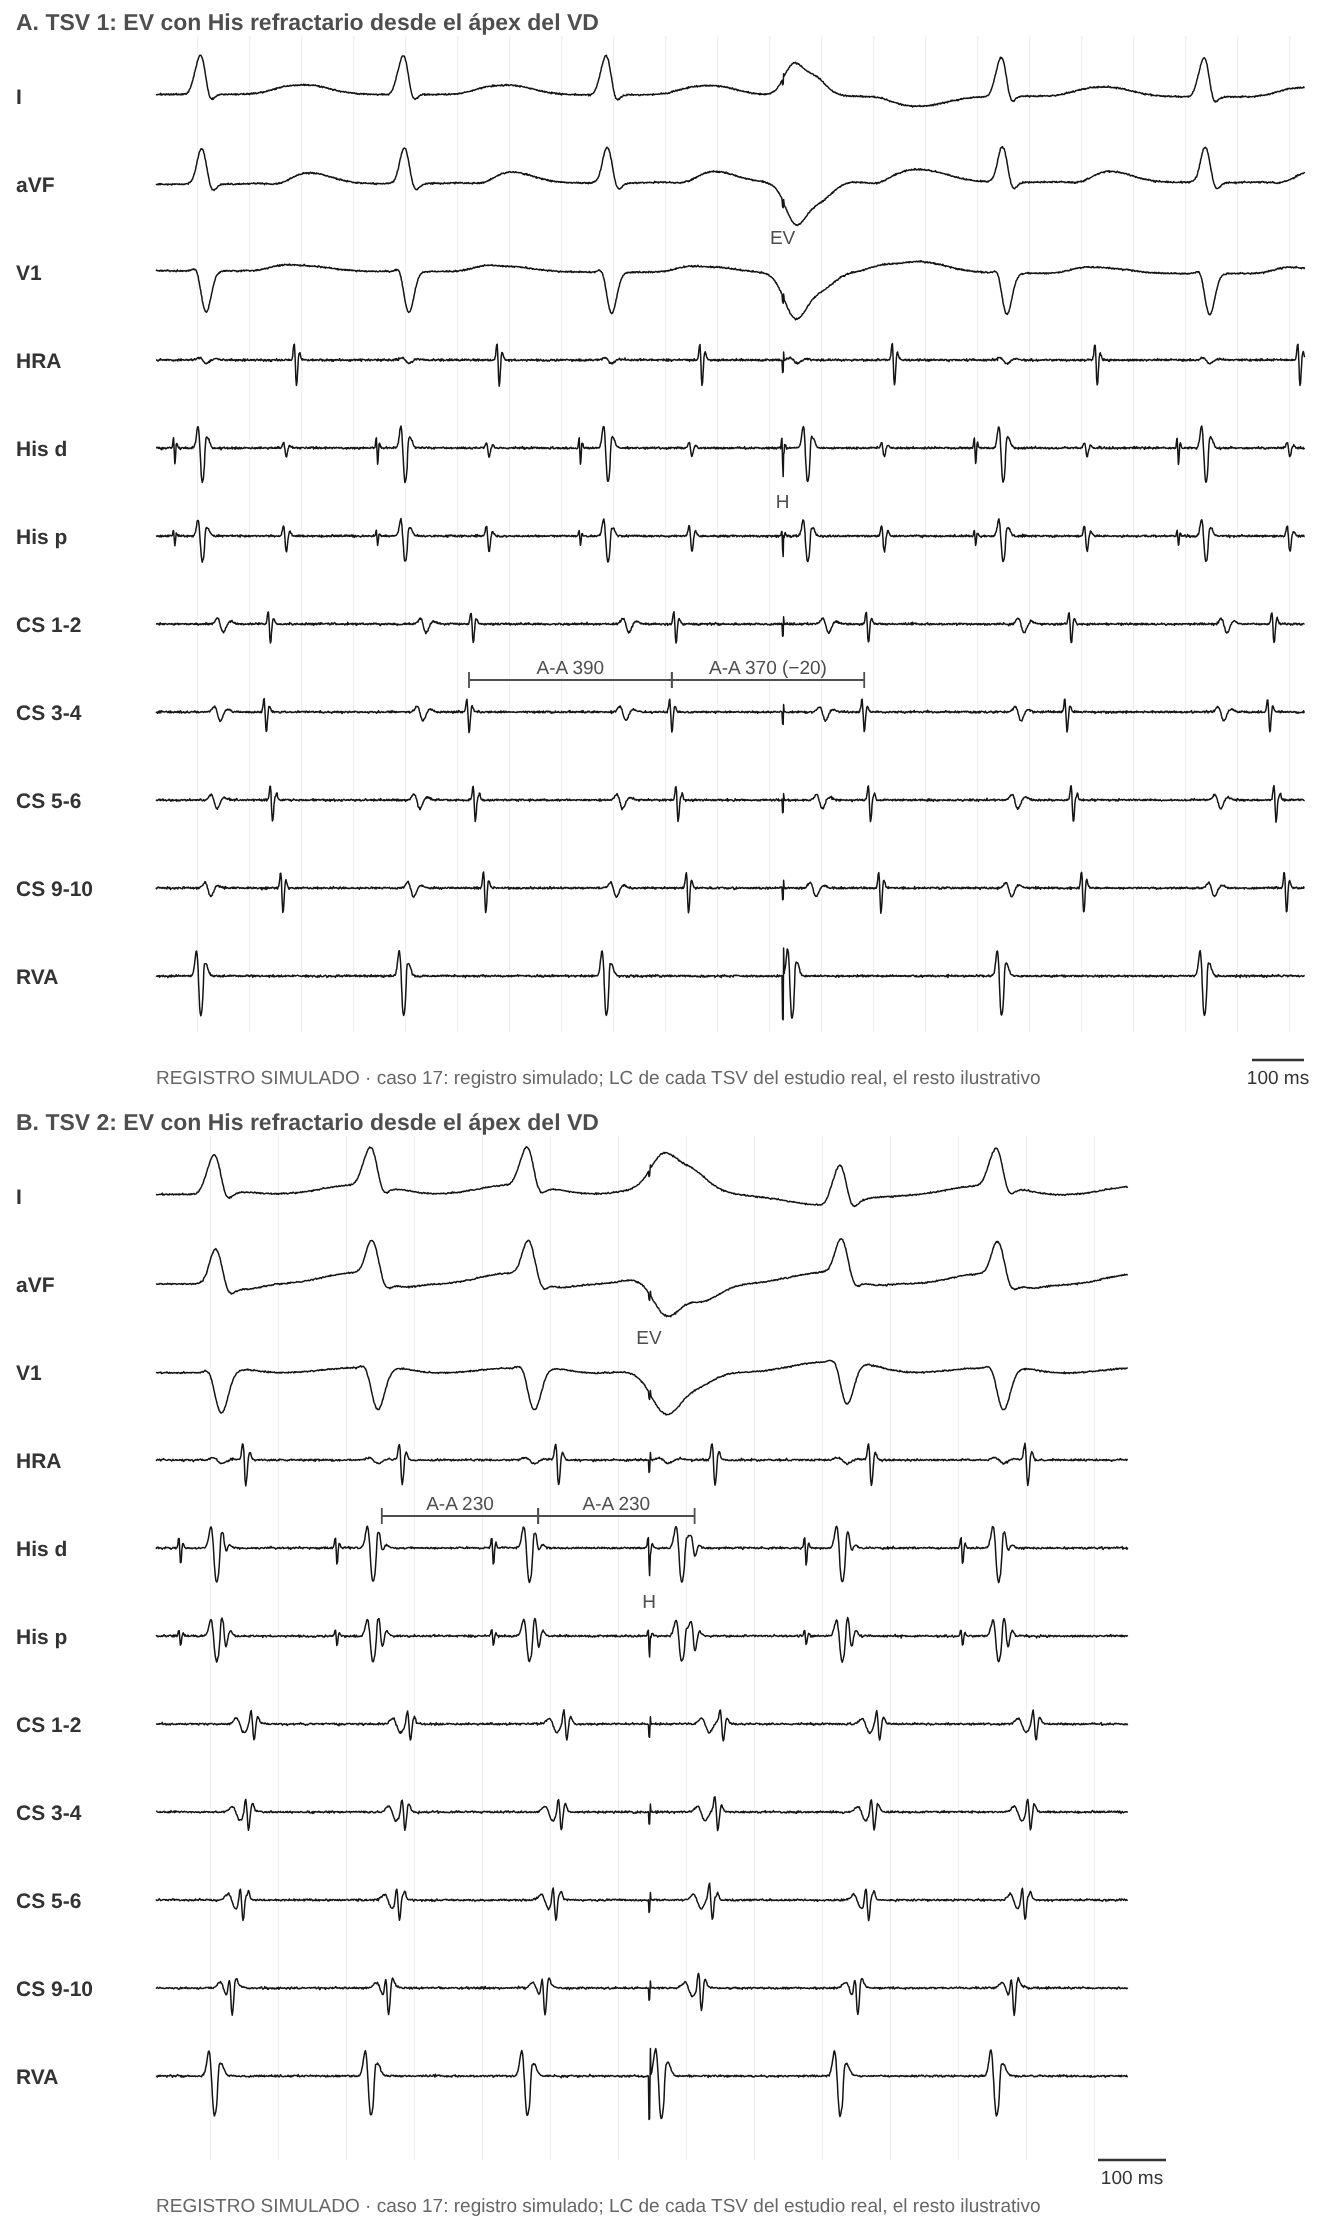 A. TSV 1: EV con His refractario desde el ápex del VD
I
aVF
EV
V1
HRA
His d
H
His p
CS 1-2
A-A 390 A-A 370 (−20)
CS 3-4
CS 5-6
CS 9-10
RVA
100 ms
REGISTRO SIMULADO · caso 17: registro simulado; LC de cada TSV del estudio real, el resto ilustrativo
B. TSV 2: EV con His refractario desde el ápex del VD
I
aVF
EV
V1
HRA
A-A 230 A-A 230
His d
H
His p
CS 1-2
CS 3-4
CS 5-6
CS 9-10
RVA
100 ms
REGISTRO SIMULADO · caso 17: registro simulado; LC de cada TSV del estudio real, el resto ilustrativo